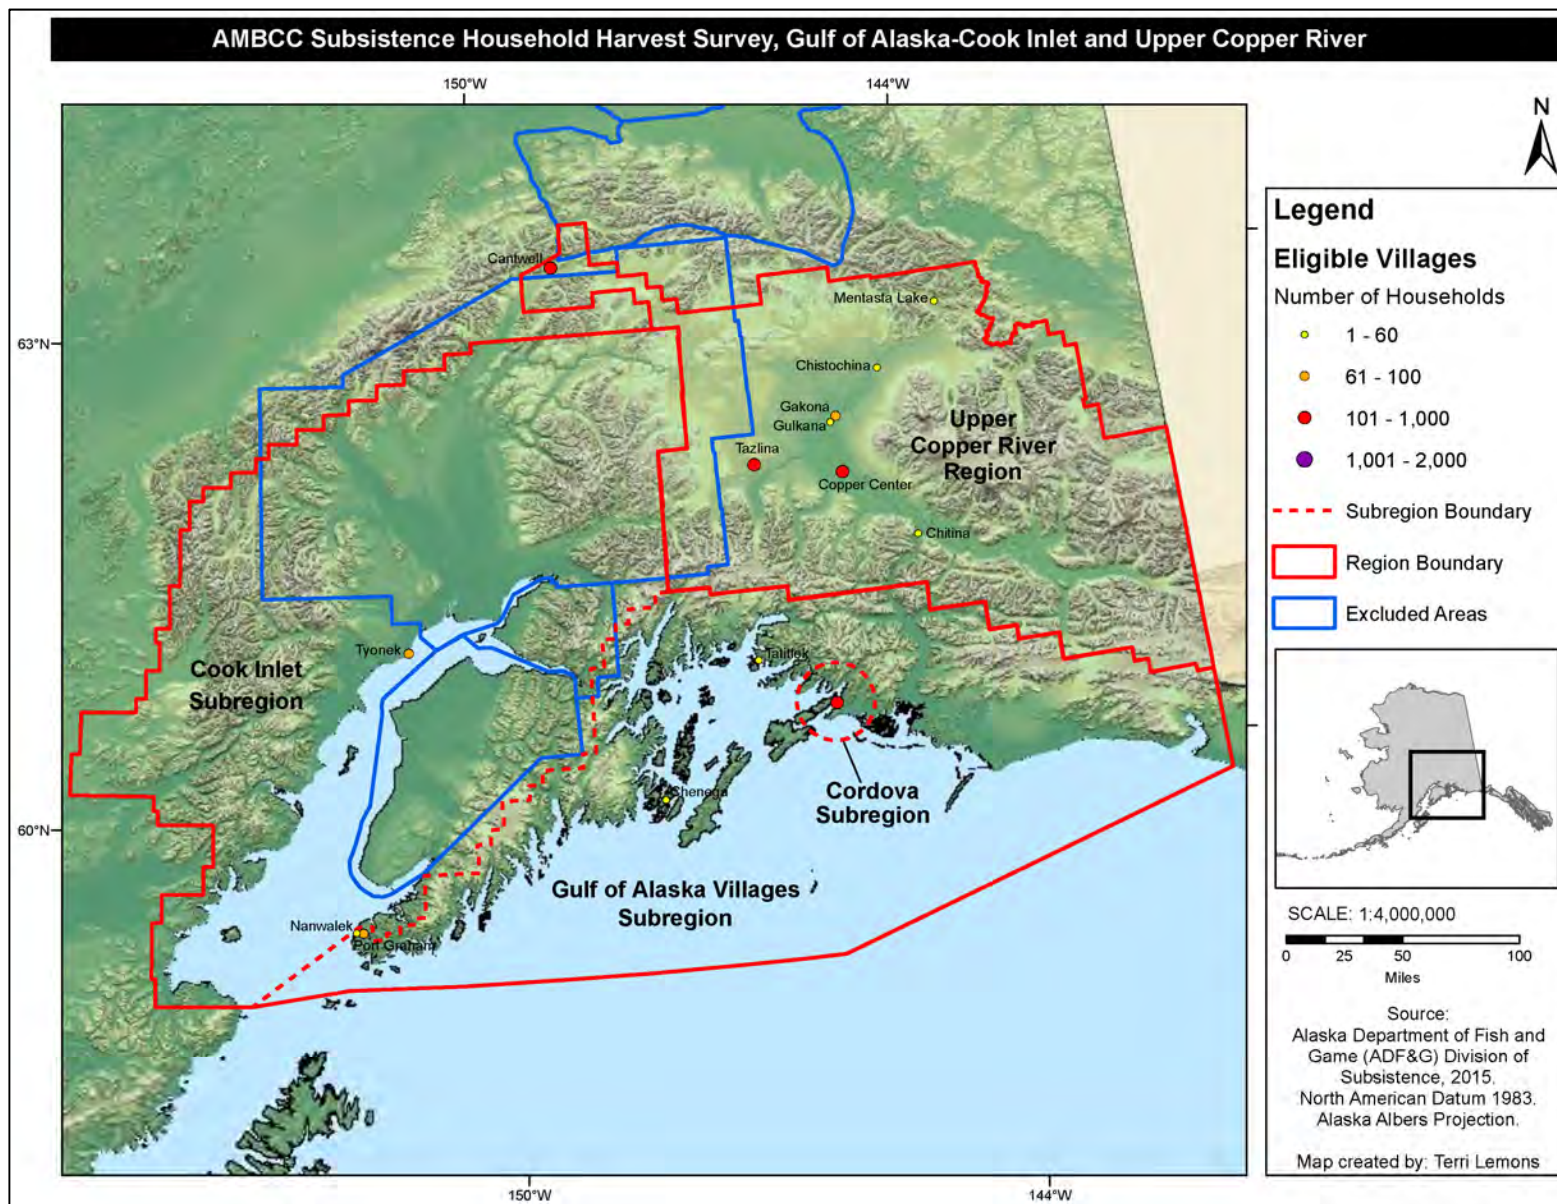 AMBCC Subsistence Household Harvest Survey, Gulf of Alaska-Cook Inlet and Upper Copper River
150°W
144°W
N
63°N
60°N
Cantwell
Mentasta Lake
Chistochina
Gakona
Gulkana
Tazlina
Copper Center
Upper
Copper River
Region
Chitina
Tyonek
Cook Inlet
Subregion
Tatitlek
Chenega
Cordova
Subregion
Gulf of Alaska Villages
Subregion
Nanwalek
Port Graham
150°W
144°W
Legend
Eligible Villages
Number of Households
1 - 60
61 - 100
101 - 1,000
1,001 - 2,000
Subregion Boundary
Region Boundary
Excluded Areas
SCALE: 1:4,000,000
0 25 50 100
Miles
Source:
Alaska Department of Fish and
Game (ADF&G) Division of
Subsistence, 2015.
North American Datum 1983.
Alaska Albers Projection.
Map created by: Terri Lemons